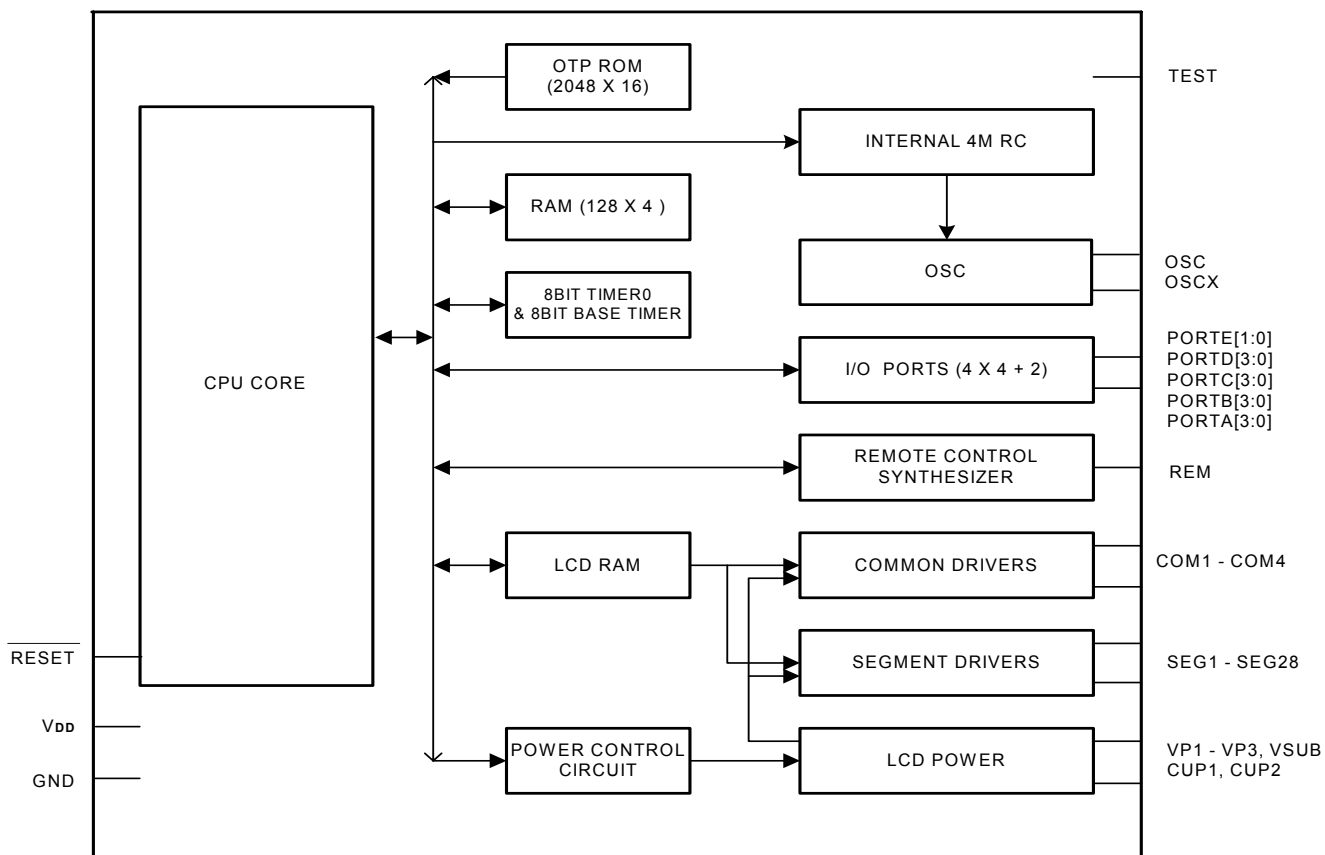 OTP ROM
(2048 X 16)
TEST
INTERNAL 4M RC
RAM (128 X 4 )
OSC
OSC
OSCX
8BIT TIMER0
& 8BIT BASE TIMER
CPU CORE
I/O PORTS (4 X 4 + 2)
PORTE[1:0]
PORTD[3:0]
PORTC[3:0]
PORTB[3:0]
PORTA[3:0]
REMOTE CONTROL
SYNTHESIZER
REM
LCD RAM
COMMON DRIVERS
COM1 - COM4
RESET
SEGMENT DRIVERS
SEG1 - SEG28
VDD
GND
POWER CONTROL
CIRCUIT
LCD POWER
VP1 - VP3, VSUB
CUP1, CUP2